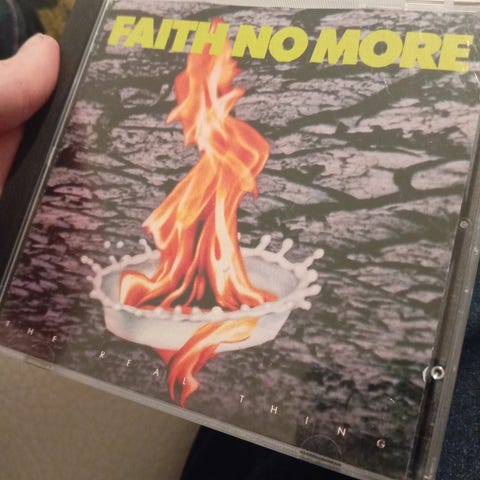 FAITH NO MORE
THE REAL THING